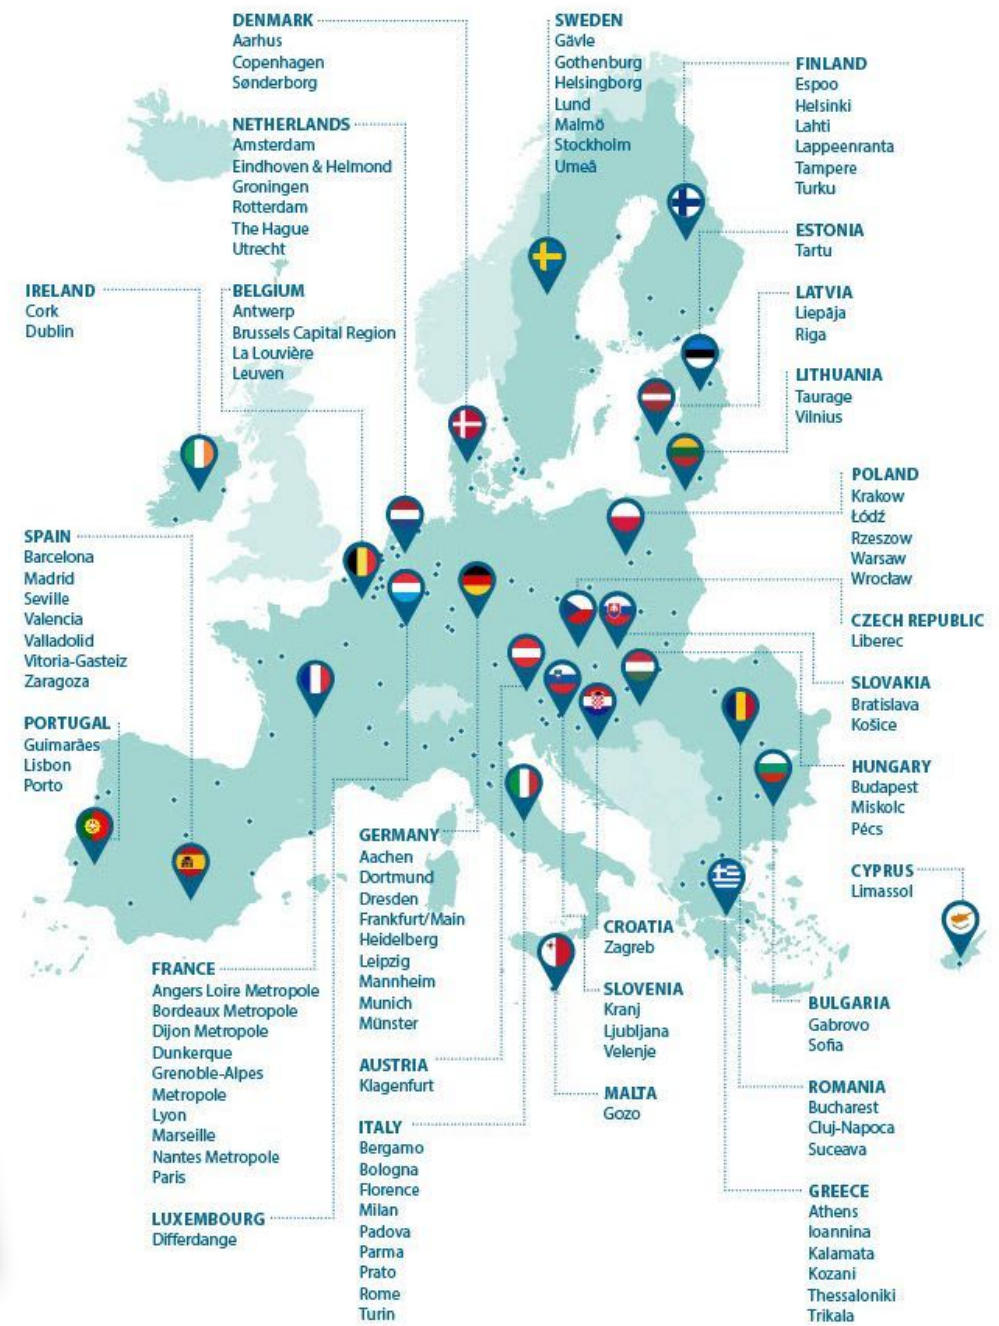 DENMARK
Aarhus
Copenhagen
Sønderborg
SWEDEN
Gävle
Gothenburg
Helsingborg
Lund
Malmö
Stockholm
Umeå
FINLAND
Espoo
Helsinki
Lahti
Lappeenranta
Tampere
Turku
NETHERLANDS
Amsterdam
Eindhoven & Helmond
Groningen
Rotterdam
The Hague
Utrecht
ESTONIA
Tartu
IRELAND
Cork
Dublin
BELGIUM
Antwerp
Brussels Capital Region
La Louvière
Leuven
LATVIA
Liepāja
Riga
LITHUANIA
Taurage
Vilnius
POLAND
Krakow
Łódź
Rzeszow
Warsaw
Wrocław
SPAIN
Barcelona
Madrid
Seville
Valencia
Valladolid
Vitoria-Gasteiz
Zaragoza
CZECH REPUBLIC
Liberec
SLOVAKIA
Bratislava
Košice
PORTUGAL
Guimarães
Lisbon
Porto
HUNGARY
Budapest
Miskolc
Pécs
GERMANY
Aachen
Dortmund
Dresden
Frankfurt/Main
Heidelberg
Leipzig
Mannheim
Munich
Münster
CYPRUS
Limassol
CROATIA
Zagreb
FRANCE
Angers Loire Metropole
Bordeaux Metropole
Dijon Metropole
Dunkerque
Grenoble-Alpes
Metropole
Lyon
Marseille
Nantes Metropole
Paris
SLOVENIA
Kranj
Ljubljana
Velenje
BULGARIA
Gabrovo
Sofia
AUSTRIA
Klagenfurt
MALTA
Gozo
ROMANIA
Bucharest
Cluj-Napoca
Suceava
ITALY
Bergamo
Bologna
Florence
Milan
Padova
Parma
Prato
Rome
Turin
GREECE
Athens
Ioannina
Kalamata
Kozani
Thessaloniki
Trikala
LUXEMBOURG
Differdange